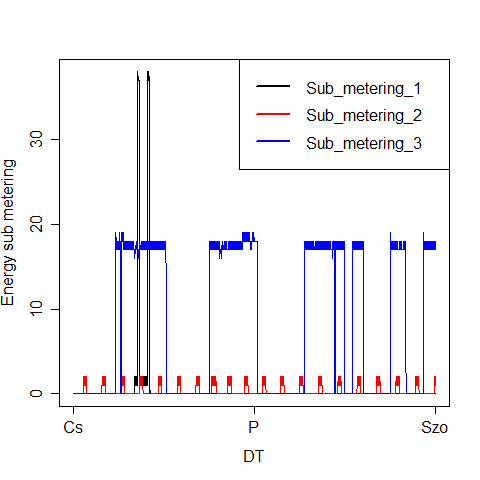 Sub_metering_1
Sub_metering_2
Sub_metering_3
Energy sub metering
30
20
10
0
Cs P Szo
DT